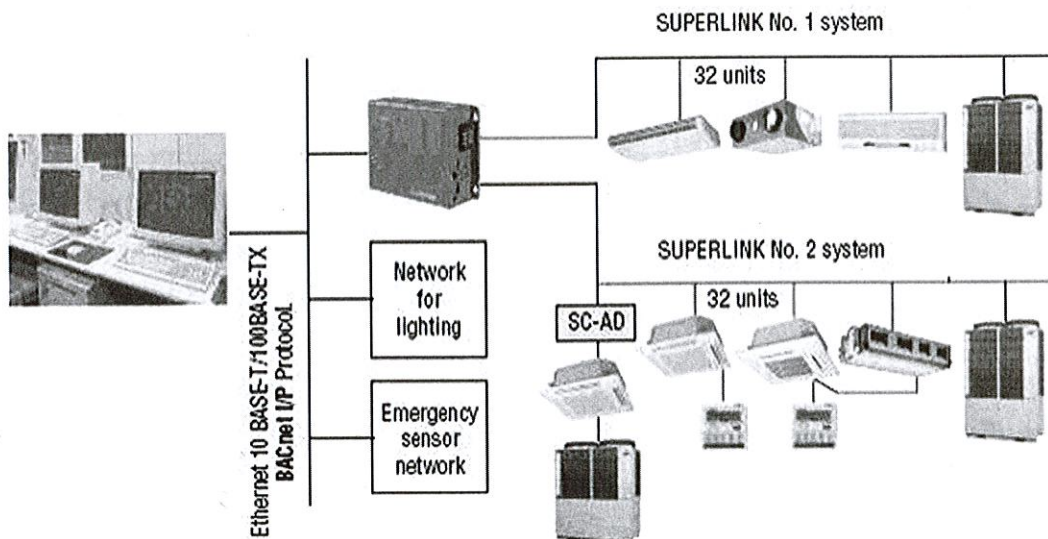 SUPERLINK No. 1 system
32 units
SUPERLINK No. 2 system
32 units
SC-AD
Network
for
lighting
Emergency
sensor
network
Ethernet 10 BASE-T/100BASE-TX
BACnet I/P Protocol